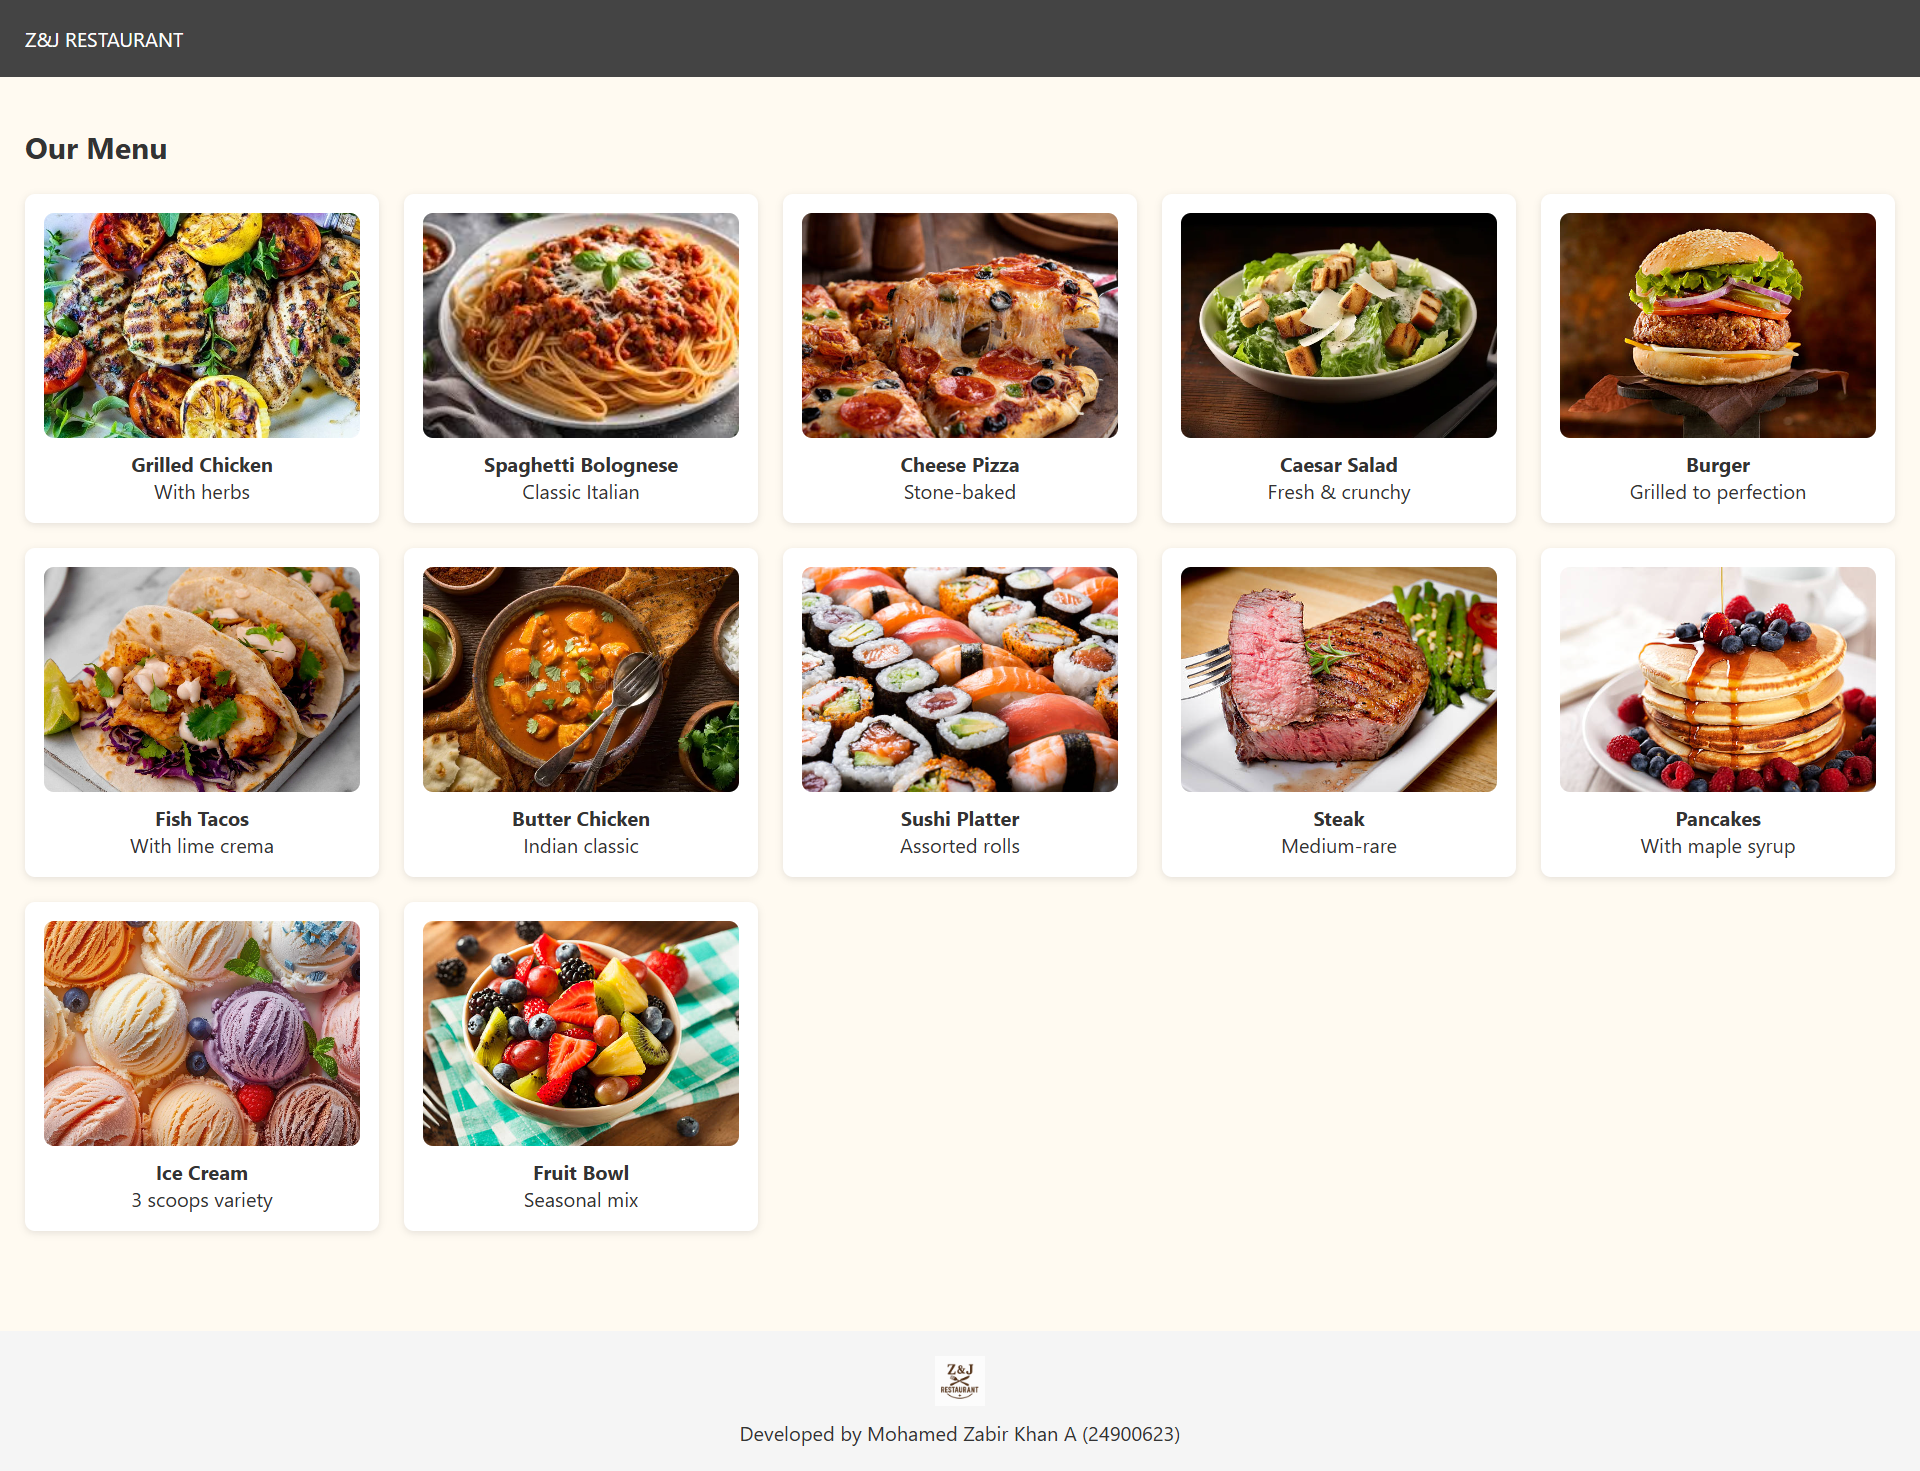 Z&J RESTAURANT
Our Menu
Grilled Chicken
With herbs
Spaghetti Bolognese
Classic Italian
Cheese Pizza
Stone-baked
Caesar Salad
Fresh & crunchy
Burger
Grilled to perfection
Fish Tacos
With lime crema
Butter Chicken
Indian classic
Sushi Platter
Assorted rolls
Steak
Medium-rare
Pancakes
With maple syrup
Ice Cream
3 scoops variety
Fruit Bowl
Seasonal mix
Z&J
RESTAURANT
Developed by Mohamed Zabir Khan A (24900623)